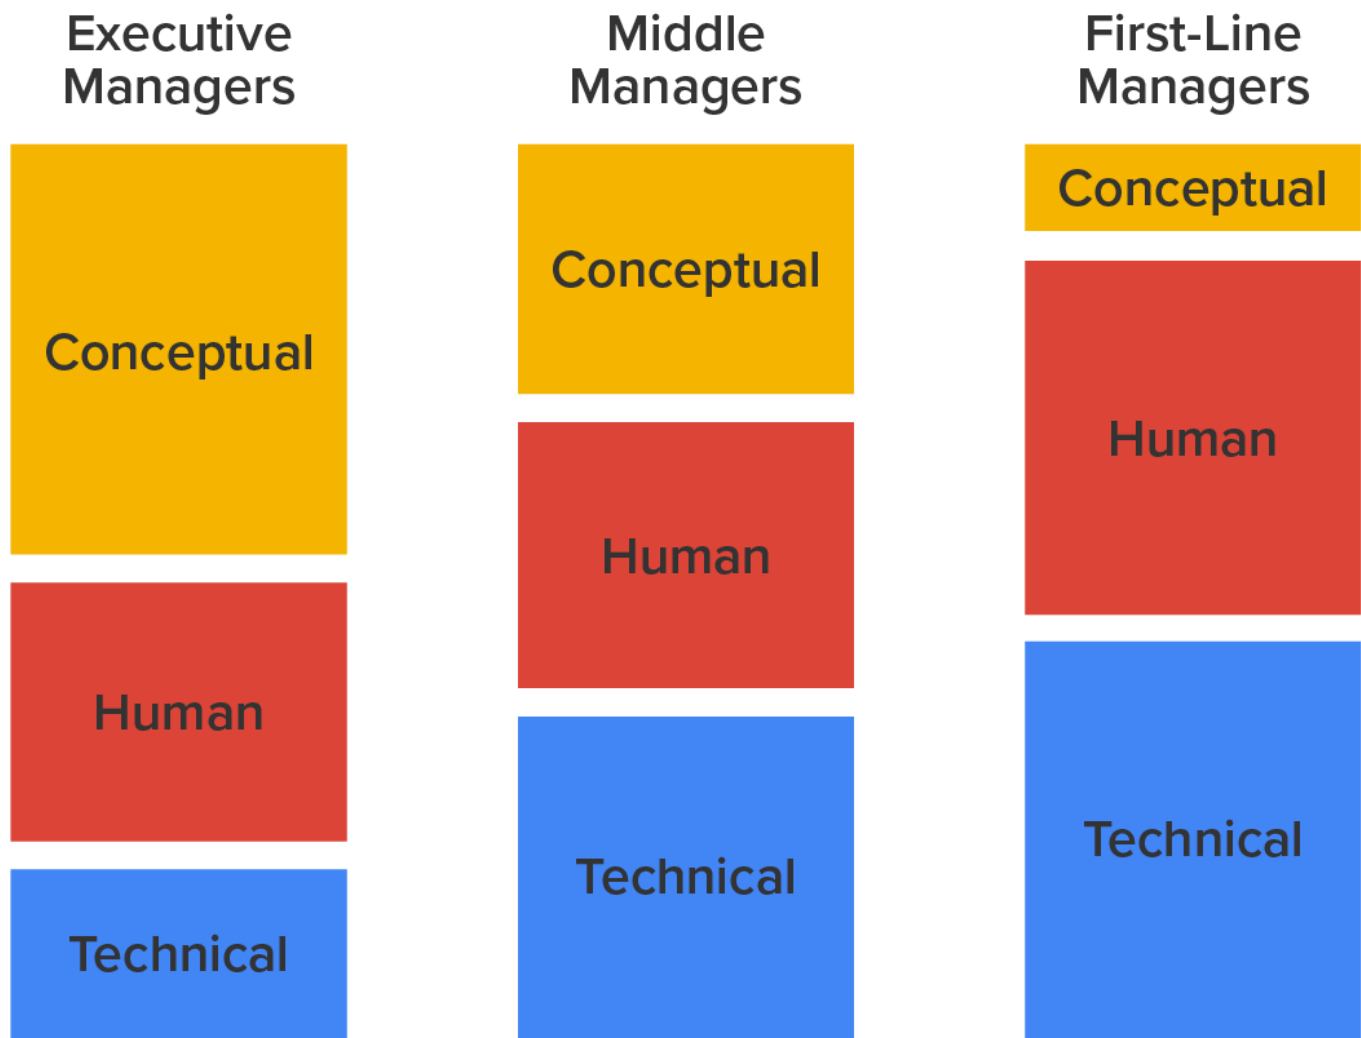 Executive
Managers
Conceptual
Human
Technical
Middle
Managers
Conceptual
Human
Technical
First-Line
Managers
Conceptual
Human
Technical